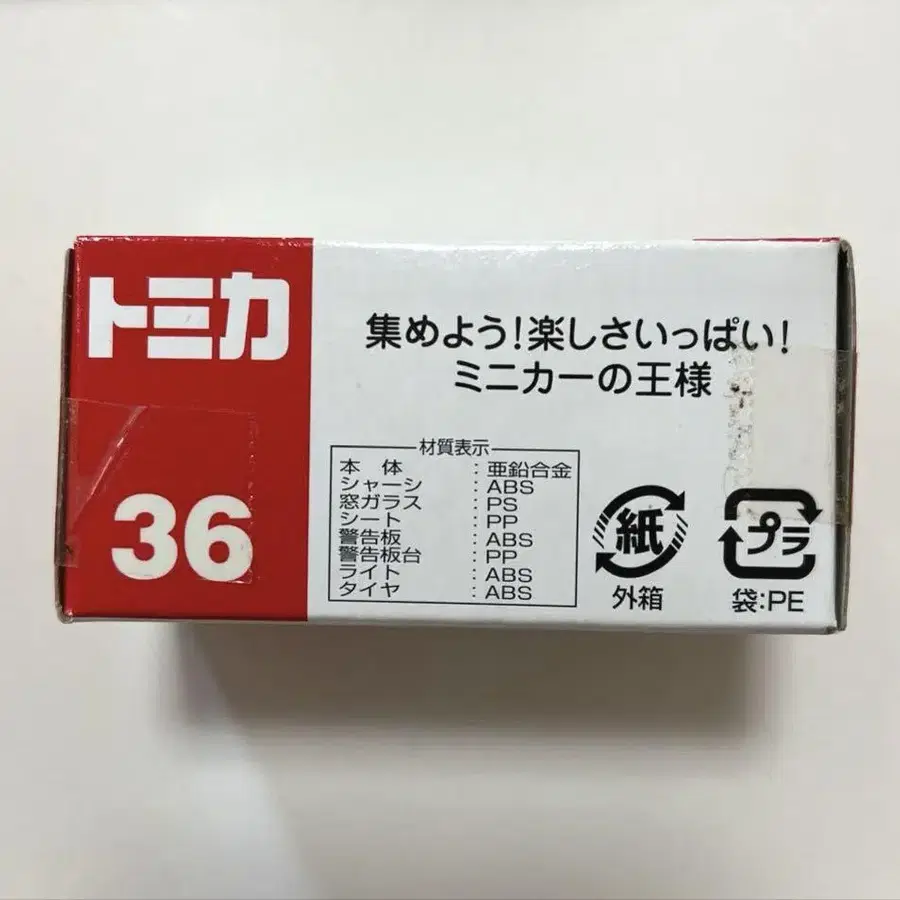 トミカ
36
集めよう!楽しさいっぱい!
ミニカーの王様
材質表示
本 体 : 亜鉛合金
シャーシ : ABS
窓ガラス : PS
シート : PP
警告板 : ABS
警告板台 : PP
ライト : ABS
タイヤ : ABS
紙
外箱
プラ
袋:PE